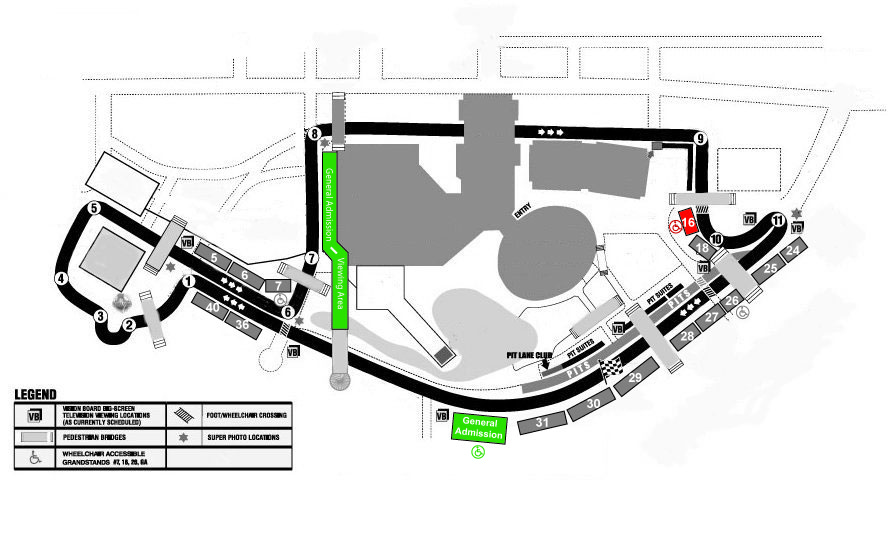 8
General Admission
Viewing Area
9
ENTRY
5
VB
16
VB
11
VB
10
18
24
VB
25
4
5
6
7
7
1
3
2
6
40
36
VB
PIT SUITES
PITS
26
27
VB
28
PIT SUITES
PIT LANE CLUB
PITS
29
30
31
VB
General
Admission
LEGEND
VB
VISION BOARD BIG-SCREEN
TELEVISION VIEWING LOCATIONS
(AS CURRENTLY SCHEDULED)
FOOT/WHEELCHAIR CROSSING
PEDESTRIAN BRIDGES
SUPER PHOTO LOCATIONS
WHEELCHAIR ACCESSIBLE
GRANDSTANDS #7, 16, 26, GA